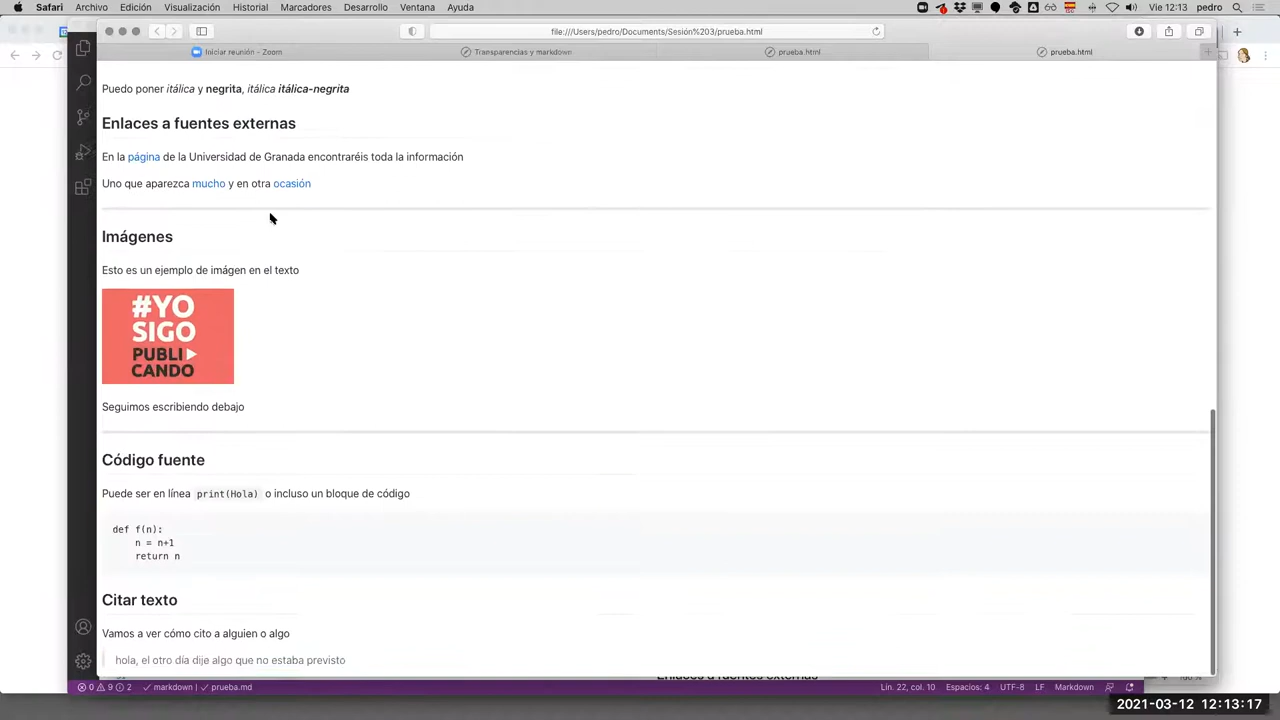 Safari Archivo Edición Visualización Historial Marcadores Desarrollo Ventana Ayuda
Vie 12:13 pedro
file:///Users/pedro/Documents/Sesión%203/prueba.html
Iniciar reunión - Zoom
Transparencias y markdown
prueba.html
prueba.html
Puedo poner itálica y negrita, itálica itálica-negrita
Enlaces a fuentes externas
En la página de la Universidad de Granada encontraréis toda la información
Uno que aparezca mucho y en otra ocasión
Imágenes
Esto es un ejemplo de imágen en el texto
#YO
SIGO
PUBLI
CANDO
Seguimos escribiendo debajo
Código fuente
Puede ser en línea print(Hola) o incluso un bloque de código
def f(n):
n = n+1
return n
Citar texto
Vamos a ver cómo cito a alguien o algo
hola, el otro día dije algo que no estaba previsto
0 9 2 markdown | prueba.md
Lín. 22, col. 10 Espacios: 4 UTF-8 LF Markdown
2021-03-12 12:13:17